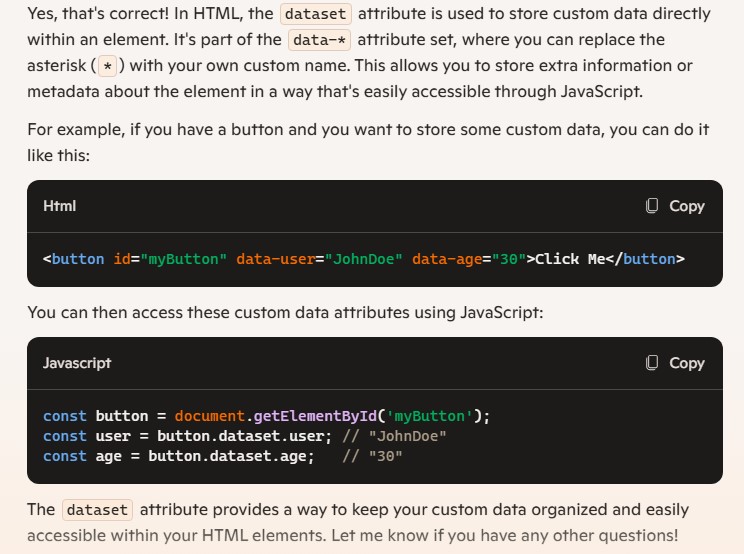 Yes, that's correct! In HTML, the dataset attribute is used to store custom data directly
within an element. It's part of the data-* attribute set, where you can replace the
asterisk (*) with your own custom name. This allows you to store extra information or
metadata about the element in a way that's easily accessible through JavaScript.
For example, if you have a button and you want to store some custom data, you can do it
like this:
Html Copy
<button id="myButton" data-user="JohnDoe" data-age="30">Click Me</button>
You can then access these custom data attributes using JavaScript:
Javascript Copy
const button = document.getElementById('myButton');
const user = button.dataset.user; // "JohnDoe"
const age = button.dataset.age;   // "30"
The dataset attribute provides a way to keep your custom data organized and easily
accessible within your HTML elements. Let me know if you have any other questions!